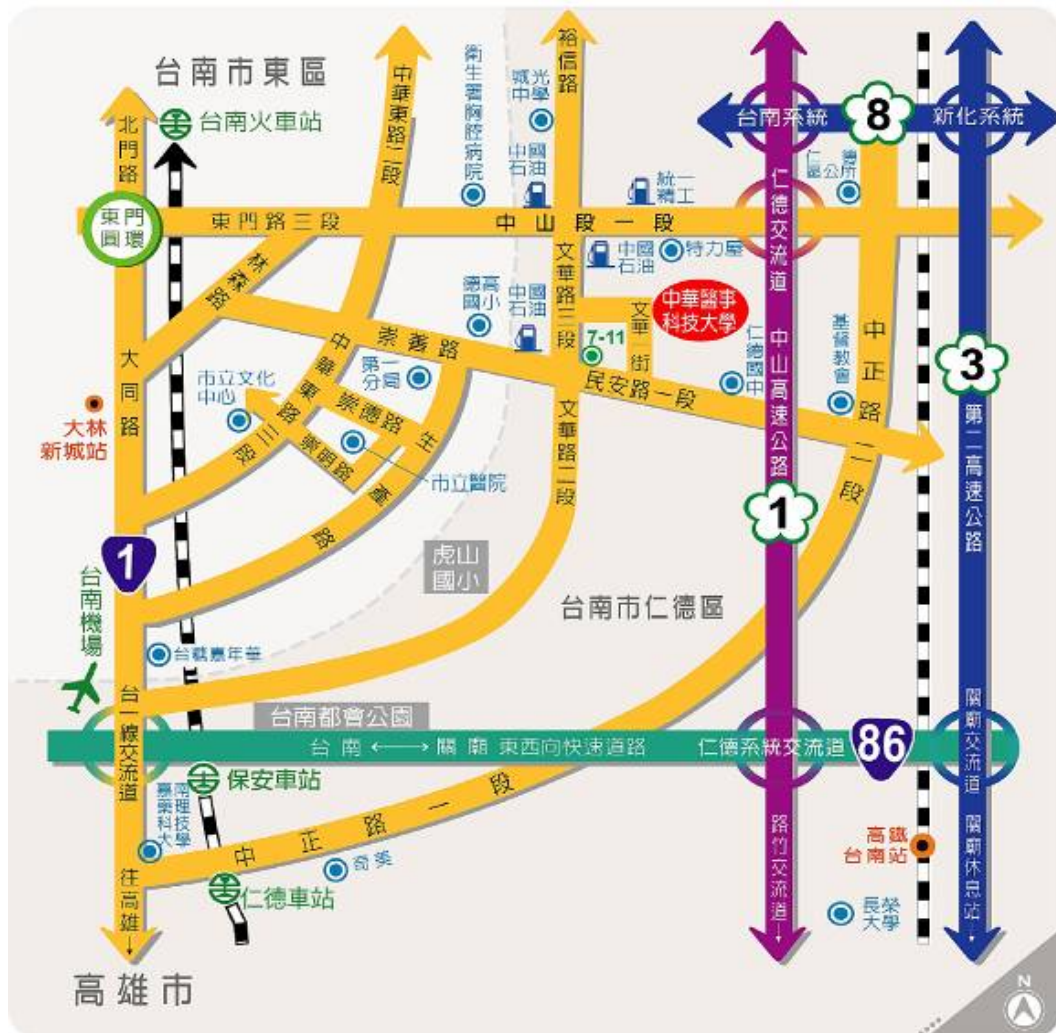 台南市東區
北門路
台南火車站
中華東路二段
衛生署胸腔病院
城光
中學
裕信路
中國
石油
統一
精工
台南系統
8
新化系統
仁德
區公所
東門
圓環
東門路三段
中山段一段
仁德交流道
林森路
文華路三段
中國
石油
特力屋
德高
國小
中國
石油
中華醫事
科技大學
文華一街
7-11
崇善路
民安路一段
仁德國中
中山高速公路
基督教會
中正路二段
3
第二高速公路
大同路
大林
新城站
市立文化
中心
中華東路三段
第一
分局
崇德路
崇明路
市立醫院
生產路
文華路二段
1
1
虎山
國小
台南市仁德區
台南機場
台糖嘉年華
台南都會公園
台一線交流道
台南 ←→ 關廟 東西向快速道路
仁德系統交流道
86
關廟交流道
保安車站
嘉南
藥理
科技
大學
中正路一段
奇美
仁德車站
往高雄↓
路竹交流道↓
高鐵
台南站
關廟休息站↓
長榮
大學
高雄市
N